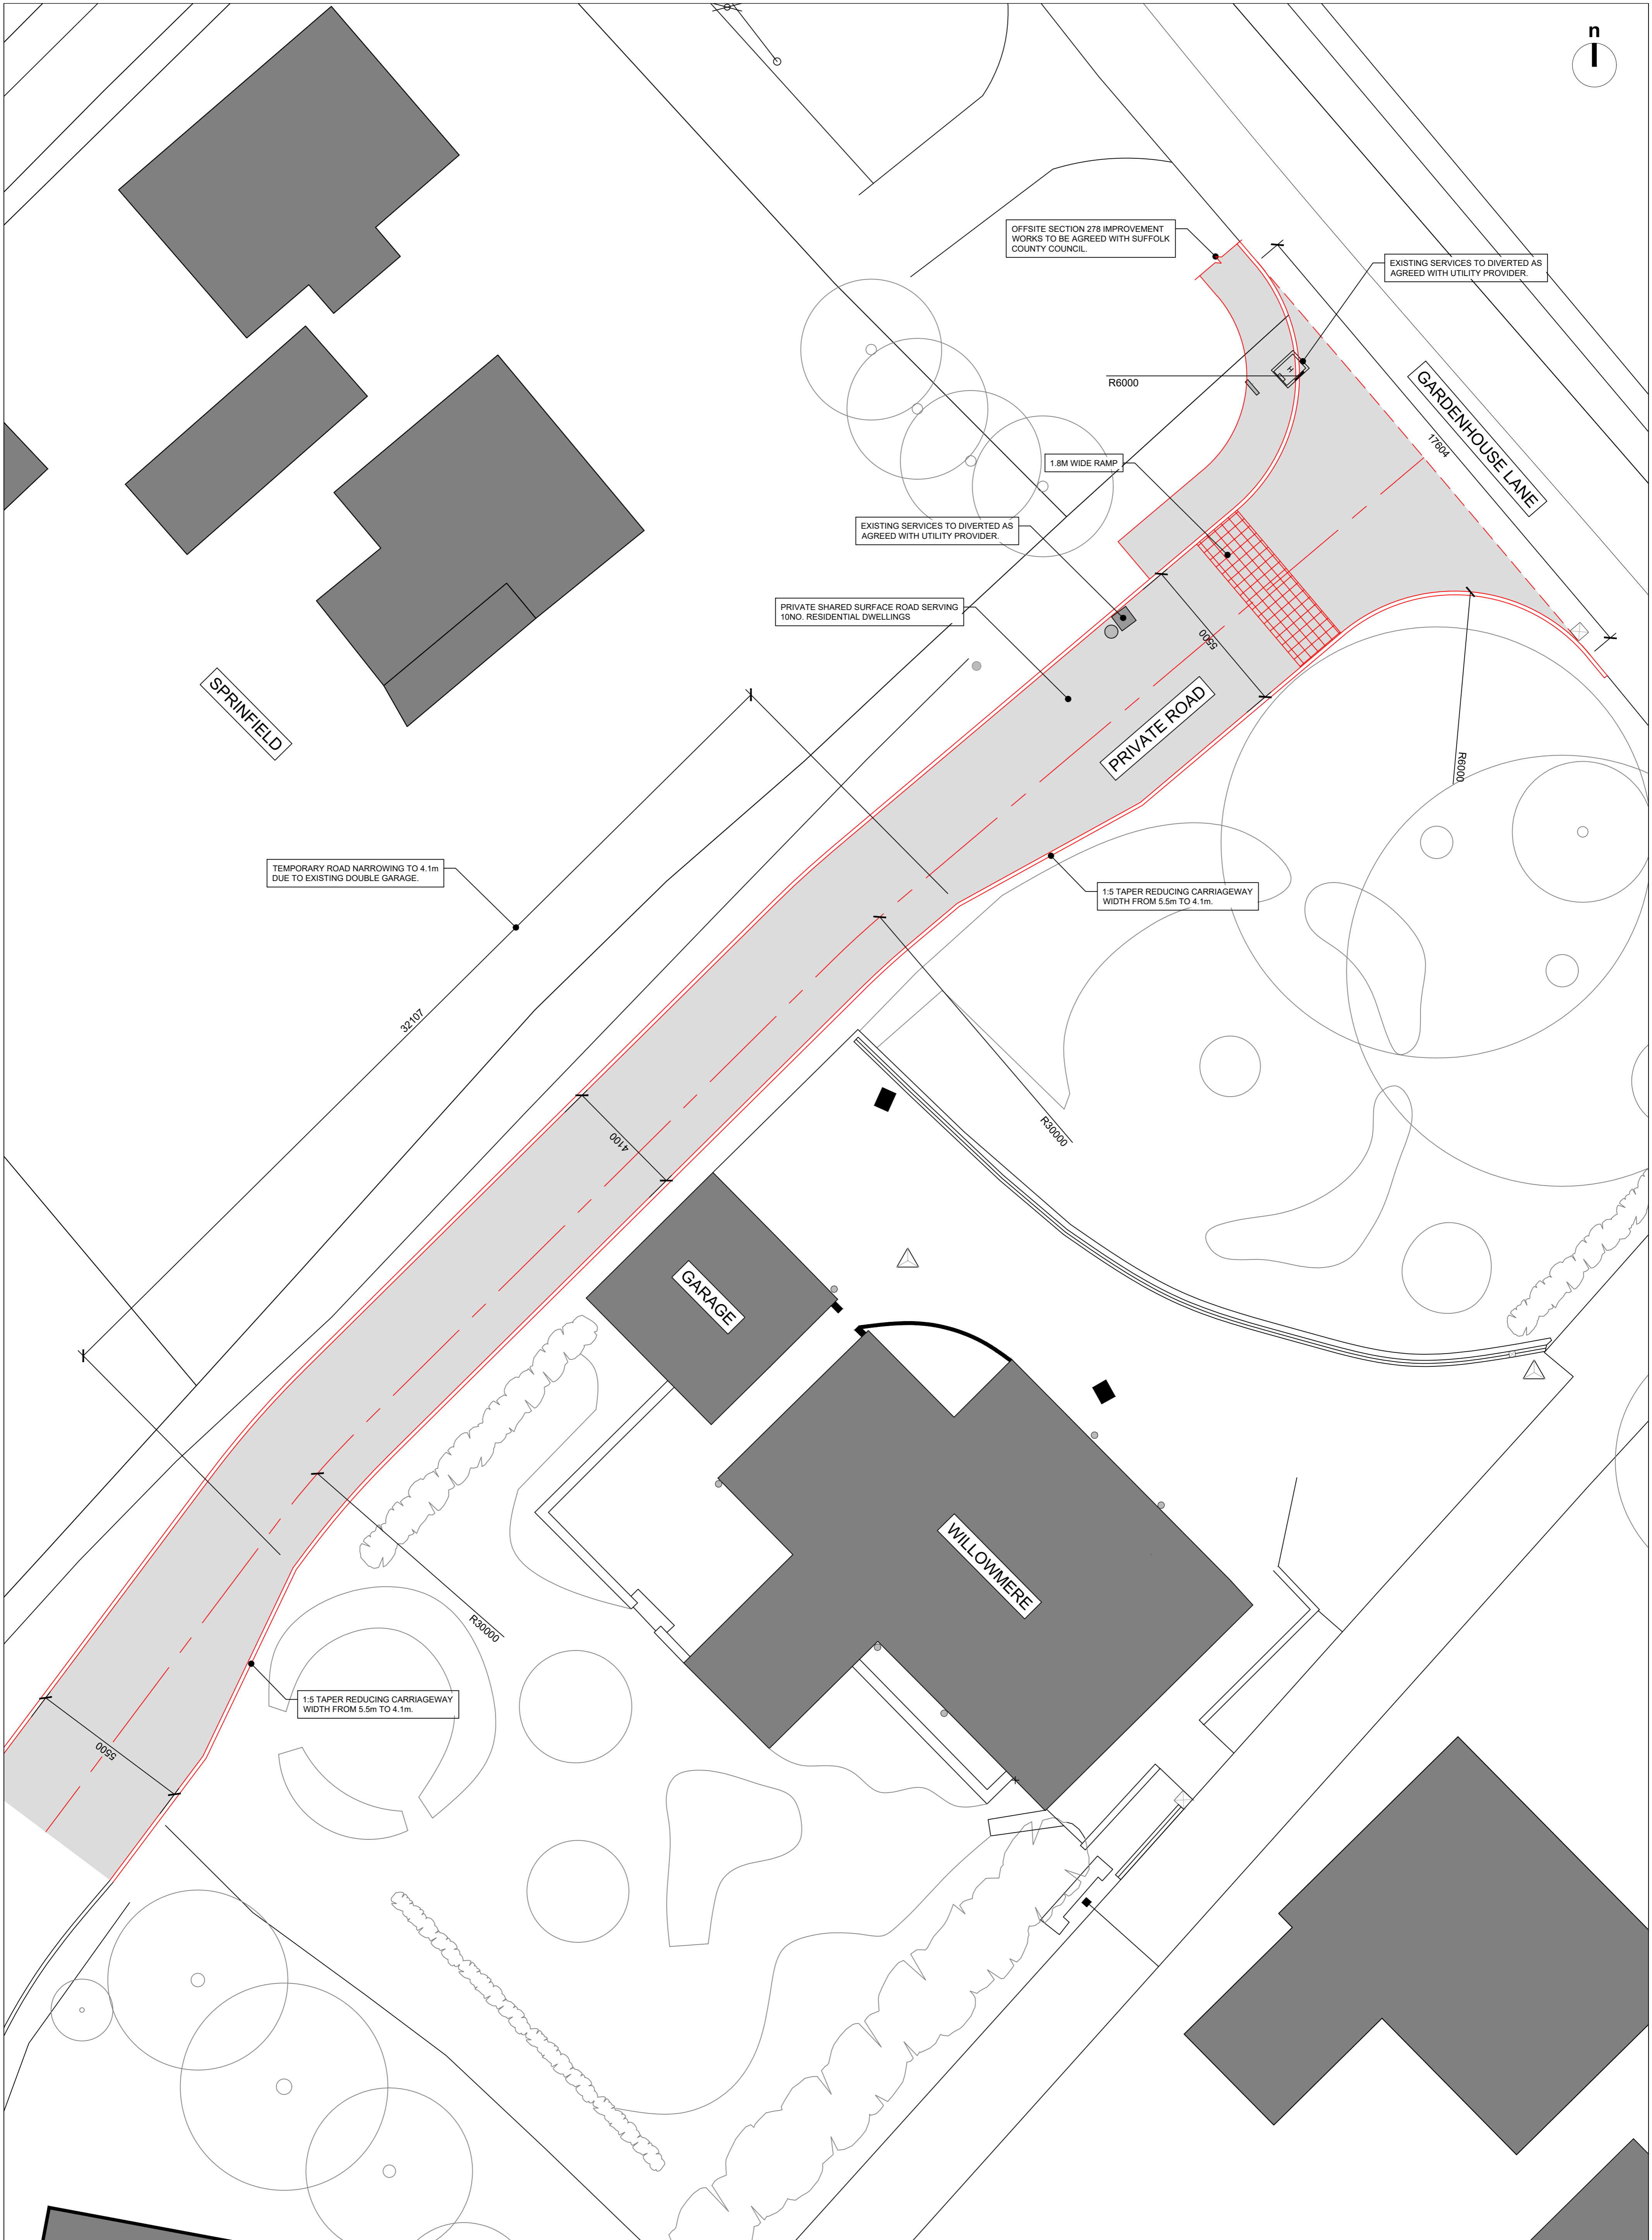 n
OFFSITE SECTION 278 IMPROVEMENT
WORKS TO BE AGREED WITH SUFFOLK
COUNTY COUNCIL.
EXISTING SERVICES TO DIVERTED AS
AGREED WITH UTILITY PROVIDER.
H
R6000
GARDENHOUSE LANE
17604
1.8M WIDE RAMP
EXISTING SERVICES TO DIVERTED AS
AGREED WITH UTILITY PROVIDER.
PRIVATE SHARED SURFACE ROAD SERVING
10NO. RESIDENTIAL DWELLINGS
5500
SPRINFIELD
PRIVATE ROAD
R6000
TEMPORARY ROAD NARROWING TO 4.1m
DUE TO EXISTING DOUBLE GARAGE.
1:5 TAPER REDUCING CARRIAGEWAY
WIDTH FROM 5.5m TO 4.1m.
32107
4100
R30000
GARAGE
WILLOWMERE
R30000
1:5 TAPER REDUCING CARRIAGEWAY
WIDTH FROM 5.5m TO 4.1m.
5500